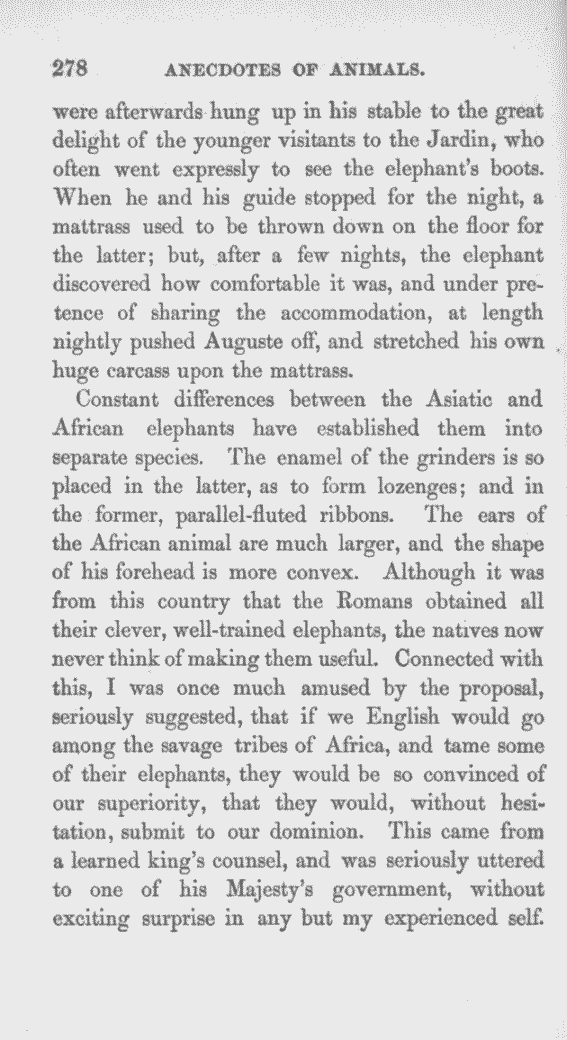 278 ANECDOTES OF ANIMALS.
were afterwards hung up in his stable to the great
delight of the younger visitants to the Jardin, who
often went expressly to see the elephant's boots.
When he and his guide stopped for the night, a
mattrass used to be thrown down on the floor for
the latter; but, after a few nights, the elephant
discovered how comfortable it was, and under pre-
tence of sharing the accommodation, at length
nightly pushed Auguste off, and stretched his own
huge carcass upon the mattrass.
Constant differences between the Asiatic and
African elephants have established them into
separate species. The enamel of the grinders is so
placed in the latter, as to form lozenges; and in
the former, parallel-fluted ribbons. The ears of
the African animal are much larger, and the shape
of his forehead is more convex. Although it was
from this country that the Romans obtained all
their clever, well-trained elephants, the natives now
never think of making them useful. Connected with
this, I was once much amused by the proposal,
seriously suggested, that if we English would go
among the savage tribes of Africa, and tame some
of their elephants, they would be so convinced of
our superiority, that they would, without hesi-
tation, submit to our dominion. This came from
a learned king's counsel, and was seriously uttered
to one of his Majesty's government, without
exciting surprise in any but my experienced self.